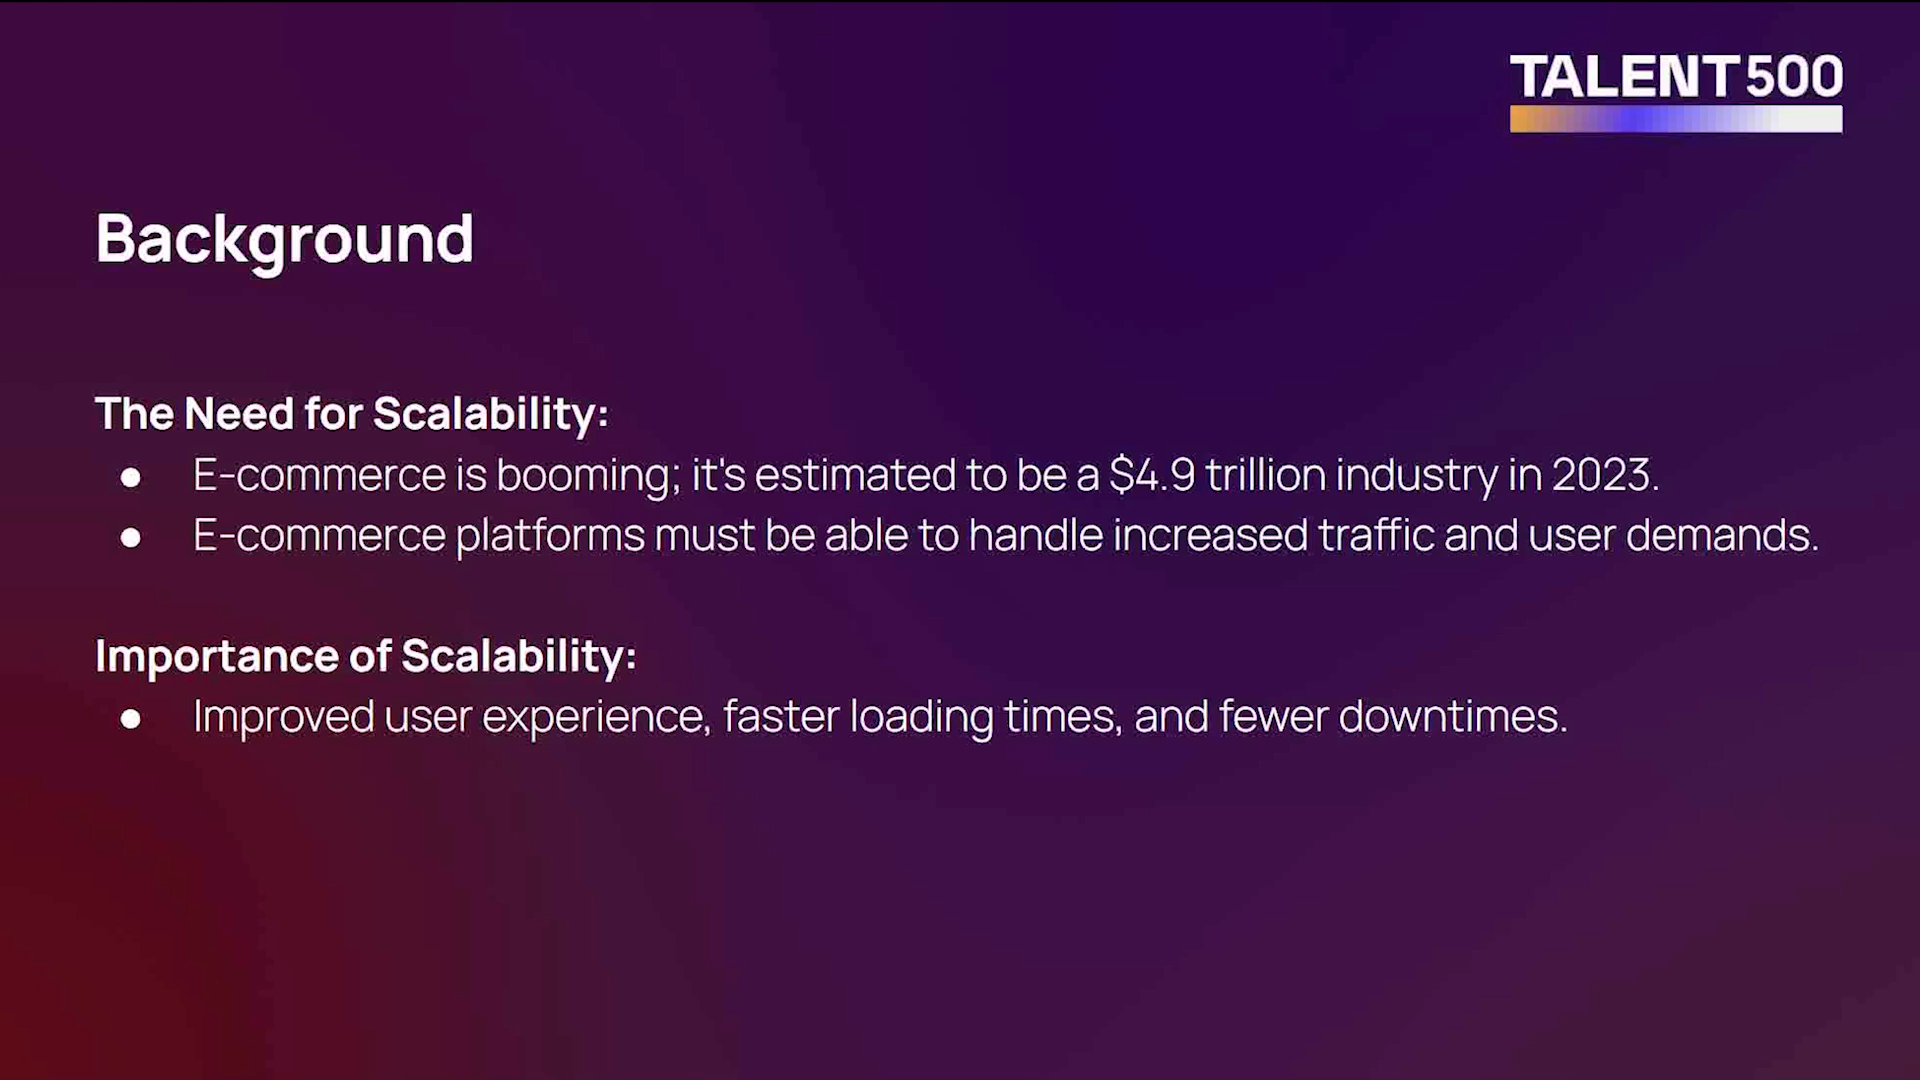 TALENT500
Background
The Need for Scalability:
● E-commerce is booming; it's estimated to be a $4.9 trillion industry in 2023.
● E-commerce platforms must be able to handle increased traffic and user demands.
Importance of Scalability:
● Improved user experience, faster loading times, and fewer downtimes.